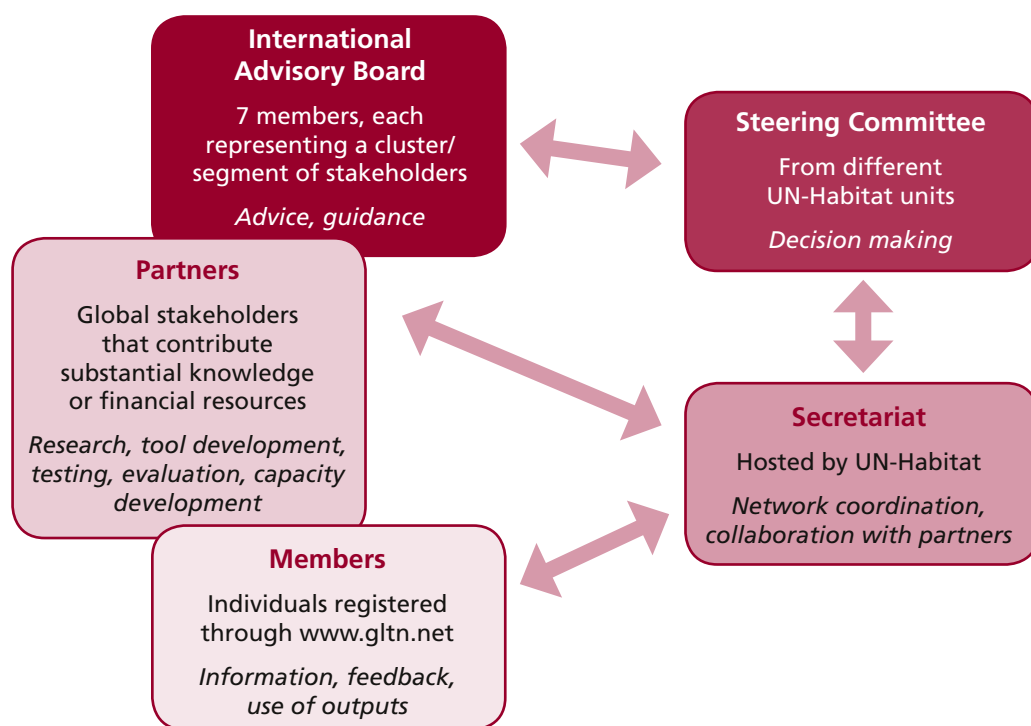 International
Advisory Board
7 members, each
representing a cluster/
segment of stakeholders
Advice, guidance
Steering Committee
From different
UN-Habitat units
Decision making
Partners
Global stakeholders
that contribute
substantial knowledge
or financial resources
Research, tool development,
testing, evaluation, capacity
development
Secretariat
Hosted by UN-Habitat
Network coordination,
collaboration with partners
Members
Individuals registered
through www.gltn.net
Information, feedback,
use of outputs